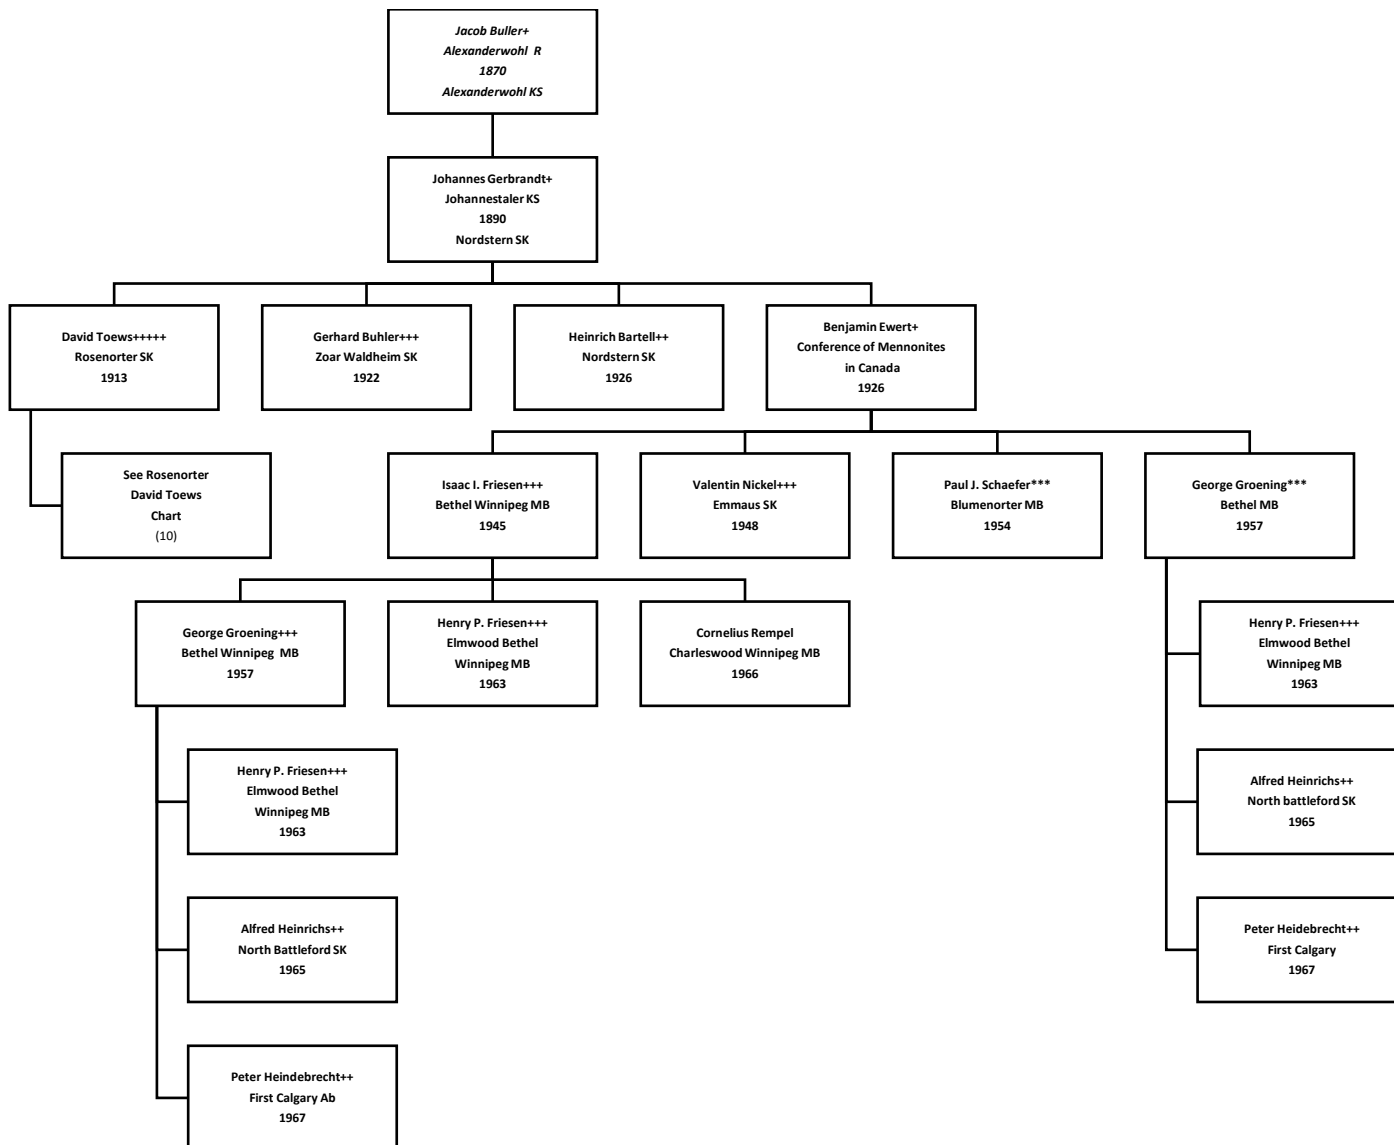 Jacob Buller+
Alexanderwohl R
1870
Alexanderwohl KS
Johannes Gerbrandt+
Johannestaler KS
1890
Nordstern SK
David Toews+++++
Rosenorter SK
1913
Gerhard Buhler+++
Zoar Waldheim SK
1922
Heinrich Bartell++
Nordstern SK
1926
Benjamin Ewert+
Conference of Mennonites
in Canada
1926
See Rosenorter
David Toews
Chart
(10)
Isaac I. Friesen+++
Bethel Winnipeg MB
1945
Valentin Nickel+++
Emmaus SK
1948
Paul J. Schaefer***
Blumenorter MB
1954
George Groening***
Bethel MB
1957
George Groening+++
Bethel Winnipeg MB
1957
Henry P. Friesen+++
Elmwood Bethel
Winnipeg MB
1963
Cornelius Rempel
Charleswood Winnipeg MB
1966
Henry P. Friesen+++
Elmwood Bethel
Winnipeg MB
1963
Henry P. Friesen+++
Elmwood Bethel
Winnipeg MB
1963
Alfred Heinrichs++
North battleford SK
1965
Alfred Heinrichs++
North Battleford SK
1965
Peter Heidebrecht++
First Calgary
1967
Peter Heindebrecht++
First Calgary Ab
1967